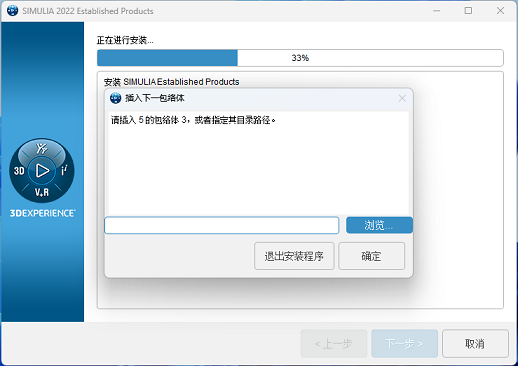 SIMULIA 2022 Established Products
正在进行安装...
33%
安装 SIMULIA Established Products
插入下一包络体
请插入 5 的包络体 3，或者指定其目录路径。
3D
V+R
3DEXPERIENCE
浏览...
退出安装程序
确定
< 上一步
下一步 >
取消